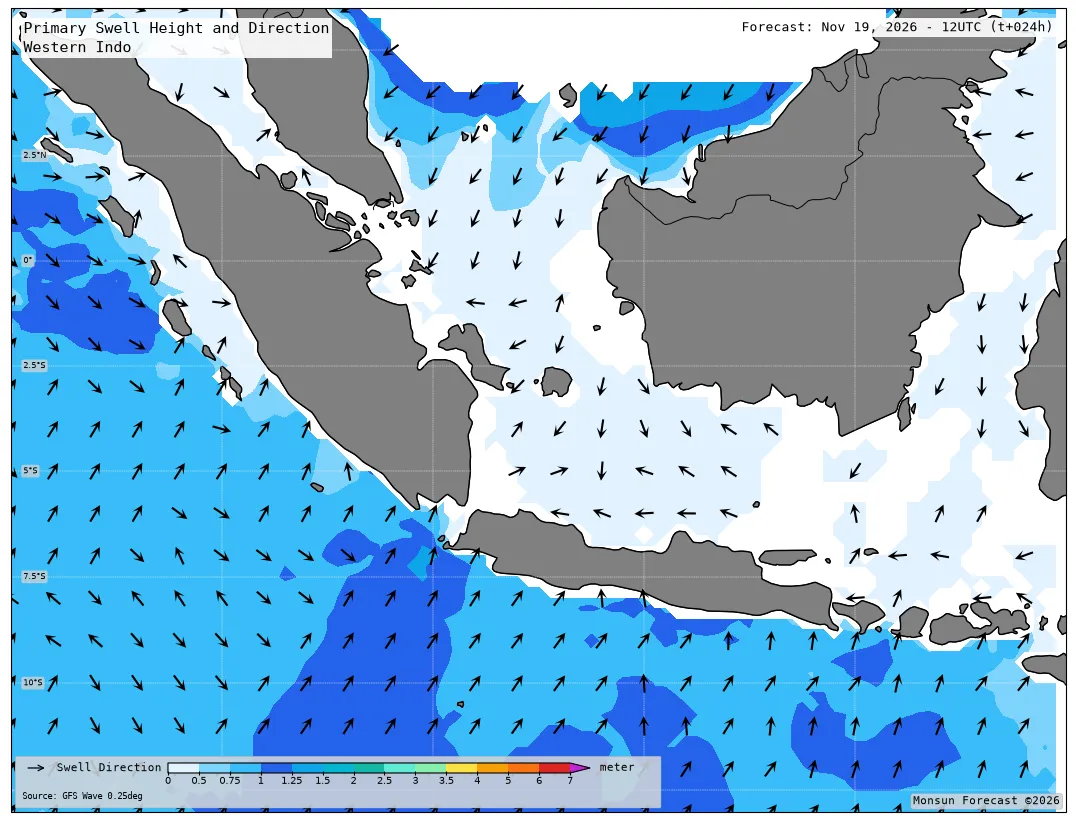 Primary Swell Height and Direction
Western Indo
Forecast: Nov 19, 2026 - 12UTC (t+024h)
2.5°N
0°
2.5°S
5°S
7.5°S
10°S
Swell Direction
0 0.5 0.75 1 1.25 1.5 2 2.5 3 3.5 4 5 6 7
meter
Source: GFS Wave 0.25deg
Monsun Forecast ©2026